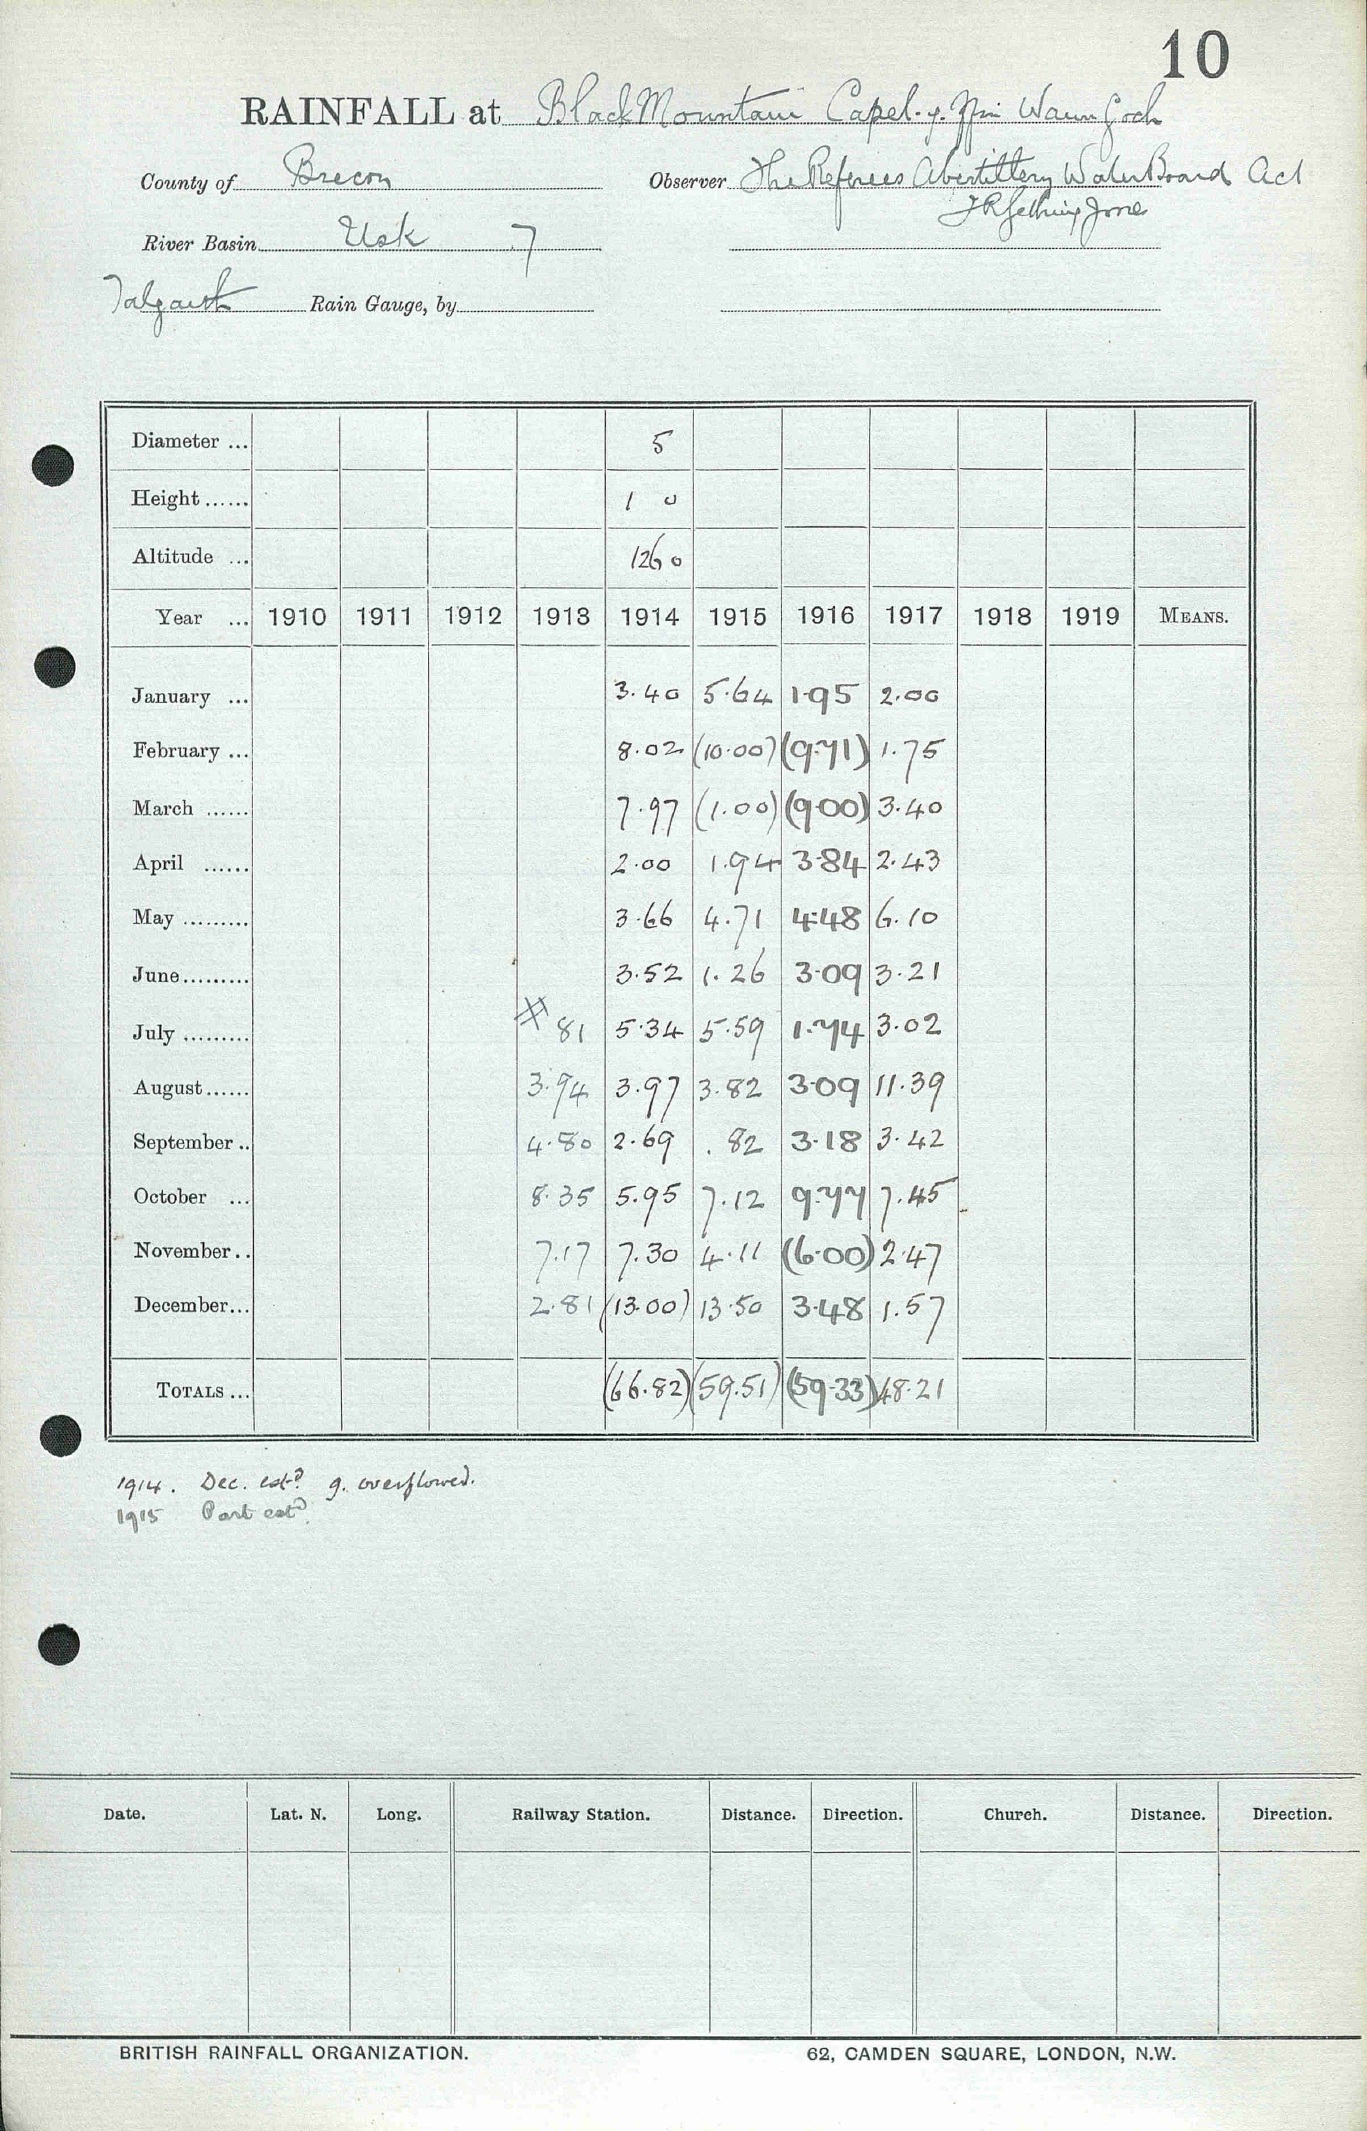 10
RAINFALL at Black Mountain Capel-y-ffin Waun Goch
County of Brecon Observer The Referees Abertillery Water Board Act
River Basin Usk 7 Jones
Talgarth Rain Gauge, by
Diameter ... 5
Height ...... 1 0
Altitude ... 1260
Year ... 1910 1911 1912 1913 1914 1915 1916 1917 1918 1919 MEANS.
January ... 3.40 5.64 1.95 2.00
February ... 8.02 (10.00) (9.71) 1.75
March ...... 7.97 (1.00) (9.00) 3.40
April ...... 2.00 1.94 3.84 2.43
May ......... 3.66 4.71 4.48 6.10
June ......... 3.52 1.26 3.09 3.21
July ......... 81 5.34 5.59 1.74 3.02
August ...... 3.94 3.97 3.82 3.09 11.39
September .. 4.80 2.69 .82 3.18 3.42
October ... 8.35 5.95 7.12 9.77 7.45
November .. 7.17 7.30 4.11 (6.00) 2.47
December ... 2.81 (13.00) 13.50 3.48 1.57
TOTALS ... (66.82) (59.51) (59.33) 48.21
1914. Dec. estd g. overflowed.
1915 Part estd.
Date. Lat. N. Long. Railway Station. Distance. Direction. Church. Distance. Direction.
BRITISH RAINFALL ORGANIZATION. 62, CAMDEN SQUARE, LONDON, N.W.